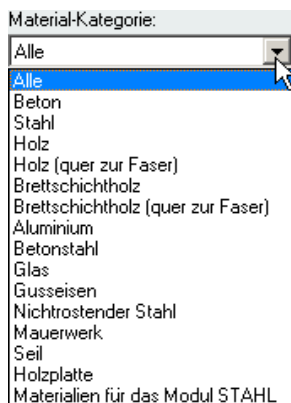 Material-Kategorie:
Alle
Alle
Beton
Stahl
Holz
Holz (quer zur Faser)
Brettschichtholz
Brettschichtholz (quer zur Faser)
Aluminium
Betonstahl
Glas
Gusseisen
Nichtrostender Stahl
Mauerwerk
Seil
Holzplatte
Materialien für das Modul STAHL